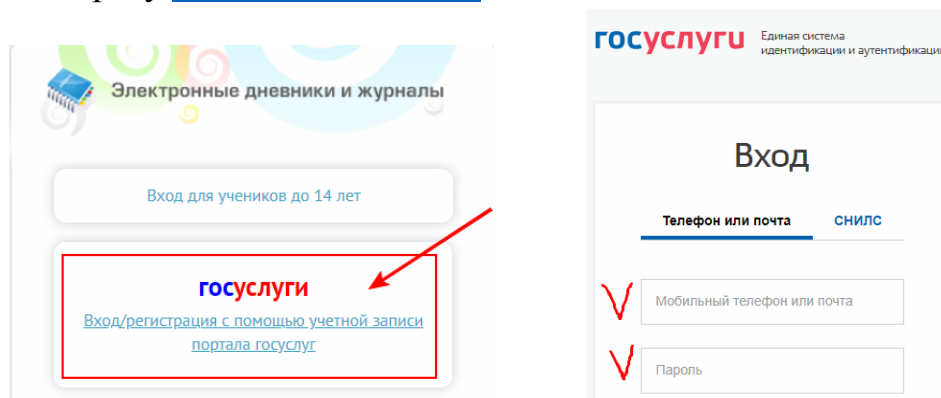 Электронные дневники и журналы
Вход для учеников до 14 лет
госуслуги
Вход/регистрация с помощью учетной записи
портала госуслуг
госуслуги
Единая система
идентификации и аутентификации
Вход
Телефон или почта СНИЛС
Мобильный телефон или почта
Пароль